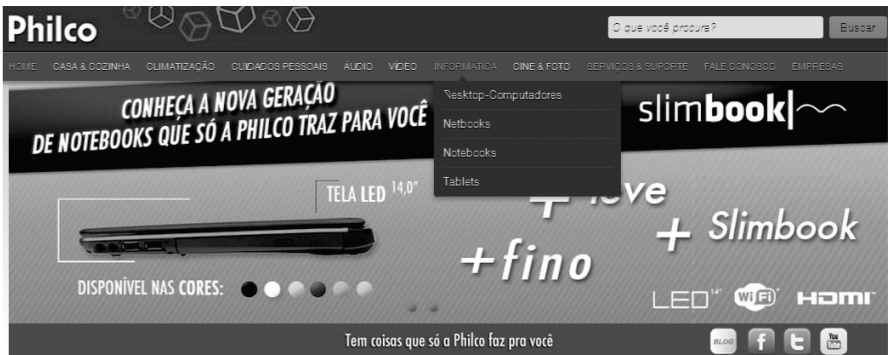 Philco
O que você procura?
Buscar
HOME CASA & COZINHA CLIMATIZAÇÃO CUIDADOS PESSOAIS ÁUDIO VÍDEO INFORMÁTICA CINE & FOTO SERVIÇOS & SUPORTE FALE CONOSCO EMPRESAS
Desktop-Computadores
Netbooks
Notebooks
Tablets
CONHEÇA A NOVA GERAÇÃO
DE NOTEBOOKS QUE SÓ A PHILCO TRAZ PARA VOCÊ
slimbook
TELA LED 14,0"
+ leve
+ Slimbook
+ fino
DISPONÍVEL NAS CORES:
LED 14" Wi Fi HDMI
Tem coisas que só a Philco faz pra você
BLOG f t You Tube